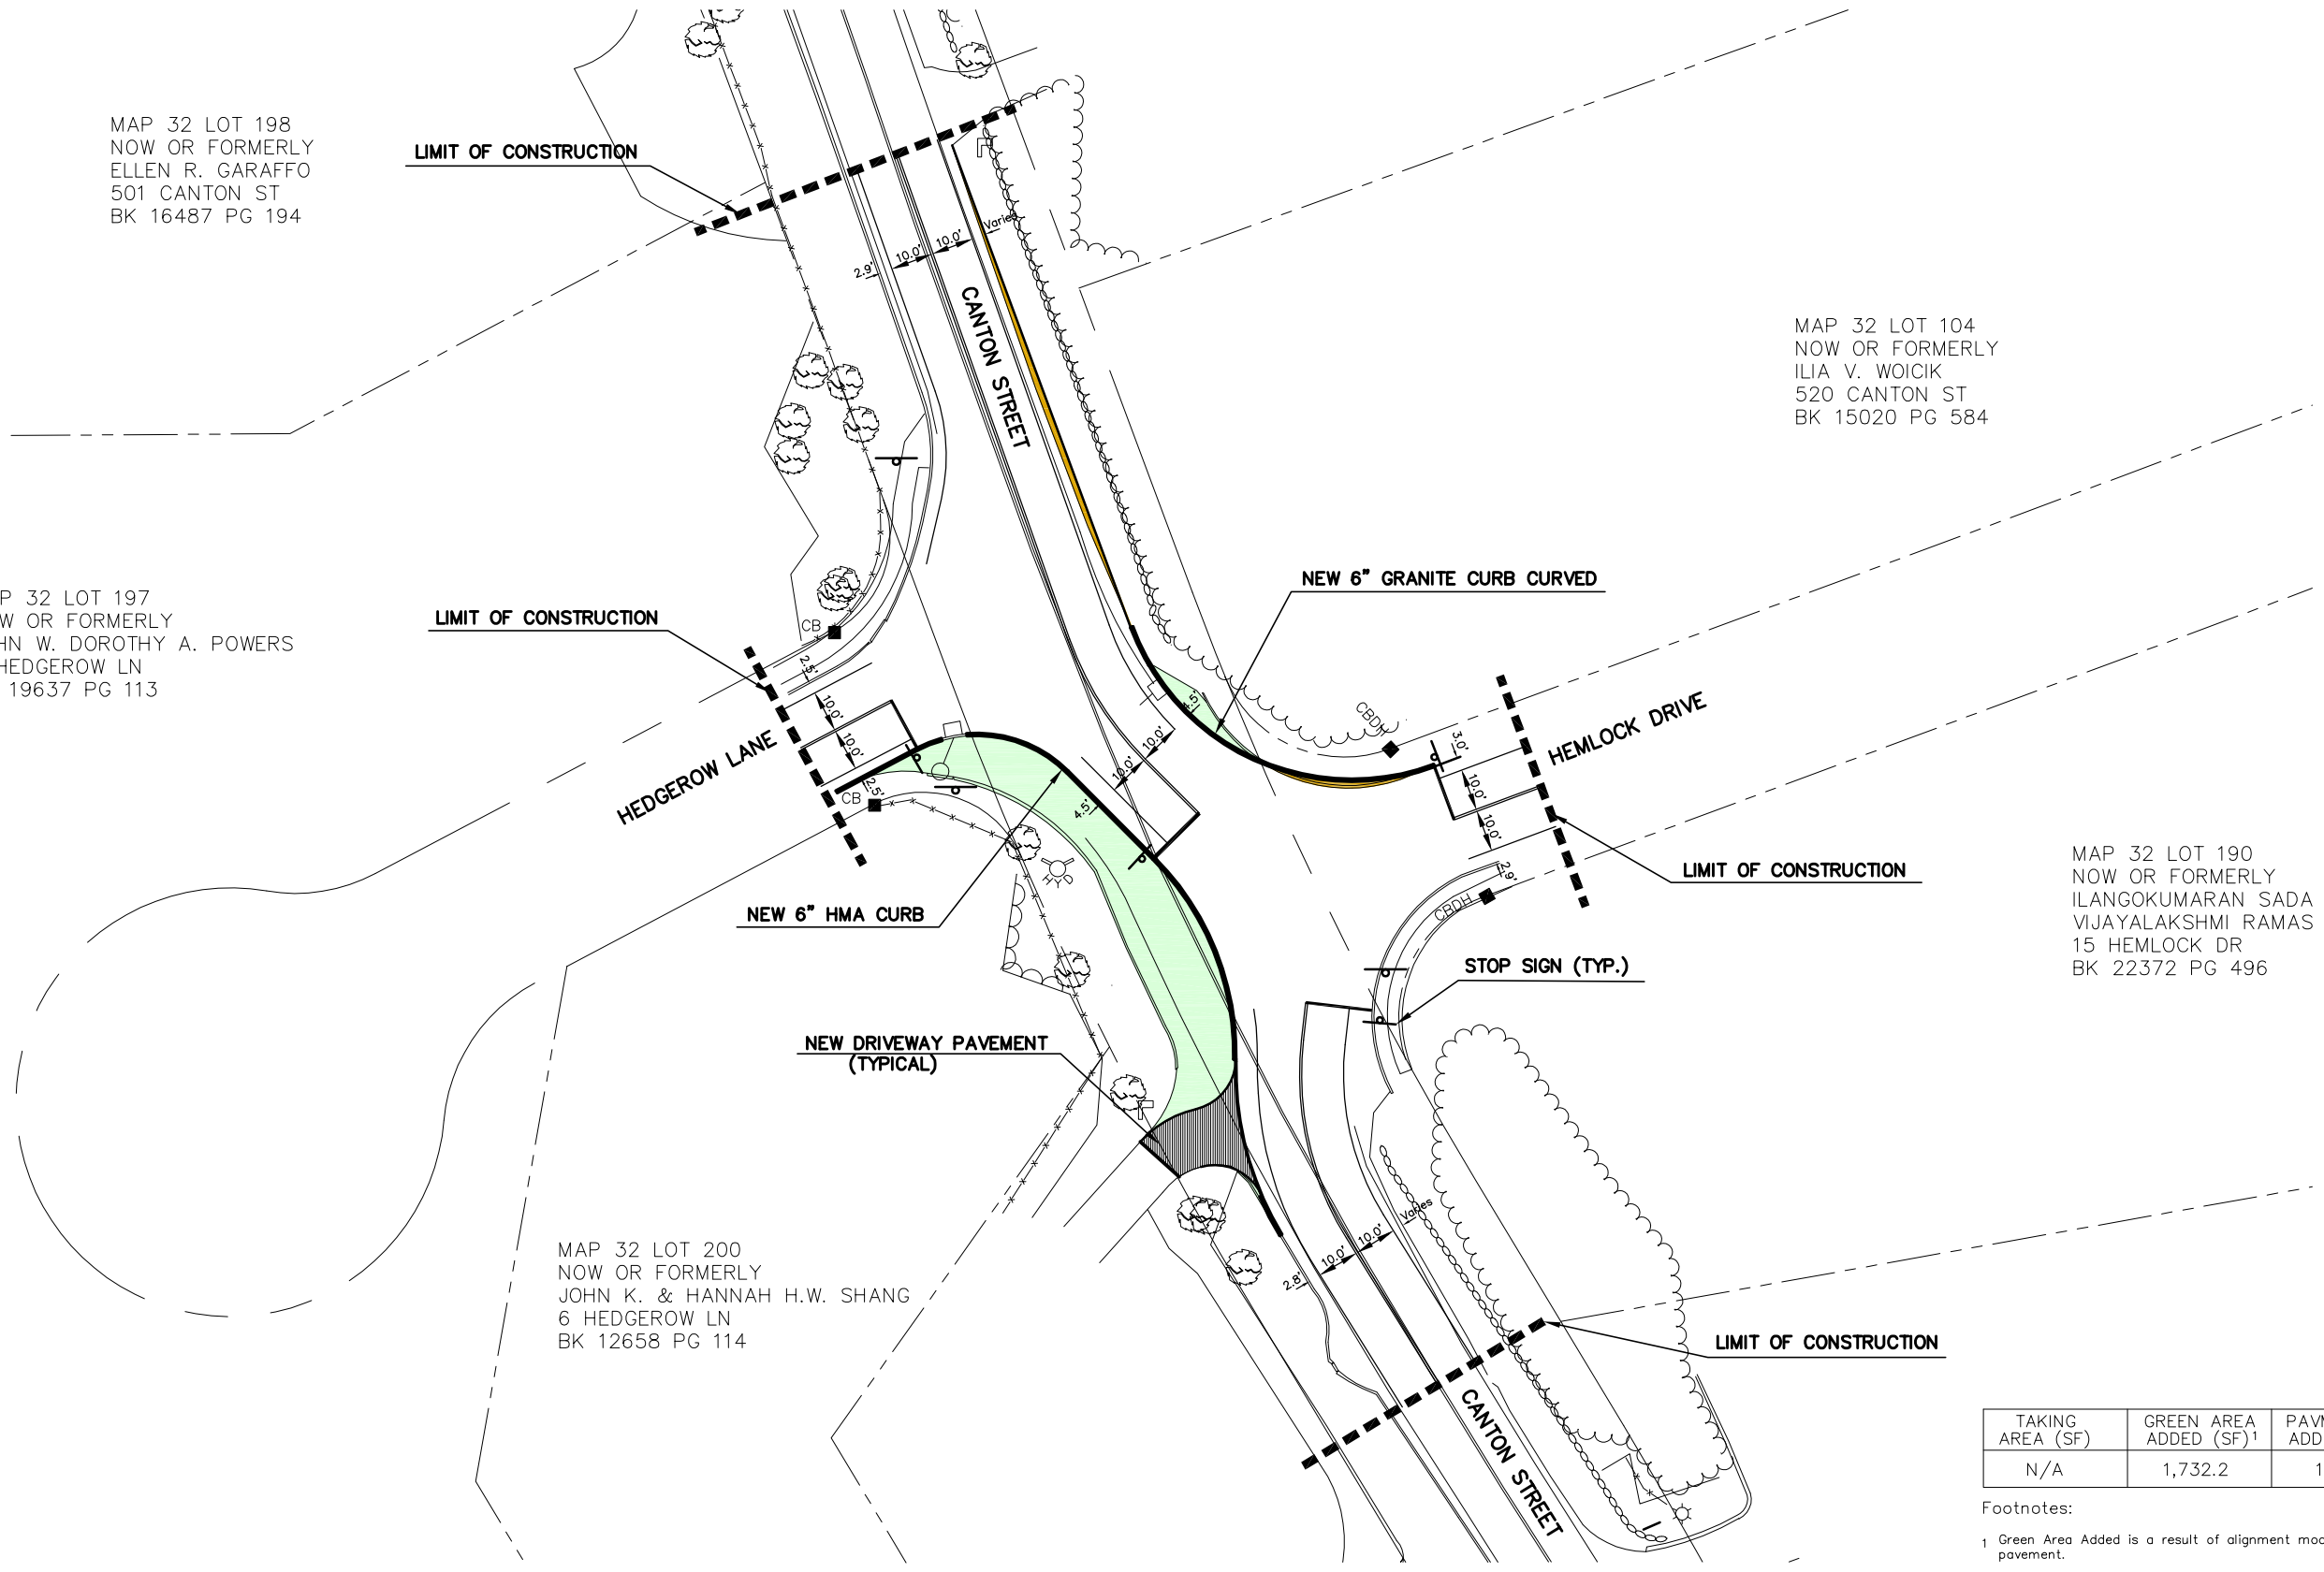 MAP 32 LOT 198
NOW OR FORMERLY
ELLEN R. GARAFFO
501 CANTON ST
BK 16487 PG 194
LIMIT OF CONSTRUCTION
Varies
10.0'
10.0'
2.9'
CANTON STREET
MAP 32 LOT 104
NOW OR FORMERLY
ILIA V. WOICIK
520 CANTON ST
BK 15020 PG 584
P 32 LOT 197
W OR FORMERLY
HN W. DOROTHY A. POWERS
HEDGEROW LN
19637 PG 113
LIMIT OF CONSTRUCTION
CB
2.5'
10.0'
10.0'
HEDGEROW LANE
2.5'
CB
NEW 6" GRANITE CURB CURVED
4.5'
CBDH
3.0'
HEMLOCK DRIVE
10.0'
10.0'
10.0'
10.0'
4.5'
HYD
NEW 6" HMA CURB
LIMIT OF CONSTRUCTION
2.9'
CBDH
MAP 32 LOT 190
NOW OR FORMERLY
ILANGOKUMARAN SADA
VIJAYALAKSHMI RAMAS
15 HEMLOCK DR
BK 22372 PG 496
STOP SIGN (TYP.)
NEW DRIVEWAY PAVEMENT
(TYPICAL)
Varies
10.0'
10.0'
2.8'
MAP 32 LOT 200
NOW OR FORMERLY
JOHN K. & HANNAH H.W. SHANG
6 HEDGEROW LN
BK 12658 PG 114
LIMIT OF CONSTRUCTION
CANTON STREET
TAKING
AREA (SF)
GREEN AREA
ADDED (SF)¹
PAVM
ADD
N/A
1,732.2
1
Footnotes:
1 Green Area Added is a result of alignment mod
pavement.